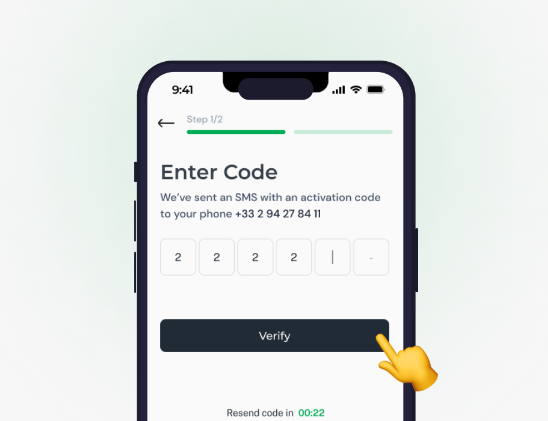 9:41
Step 1/2
Enter Code
We've sent an SMS with an activation code
to your phone +33 2 94 27 84 11
2 2 2 2 | -
Verify
Resend code in 00:22